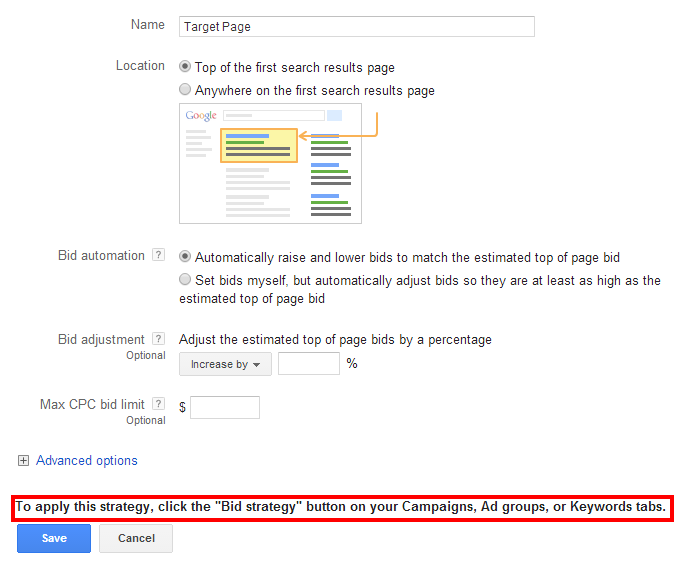 Name
Target Page
Location
Top of the first search results page
Anywhere on the first search results page
Google
Bid automation ?
Automatically raise and lower bids to match the estimated top of page bid
Set bids myself, but automatically adjust bids so they are at least as high as the
estimated top of page bid
Bid adjustment ?
Optional
Adjust the estimated top of page bids by a percentage
Increase by
%
Max CPC bid limit ?
Optional
$
Advanced options
To apply this strategy, click the "Bid strategy" button on your Campaigns, Ad groups, or Keywords tabs.
Save
Cancel